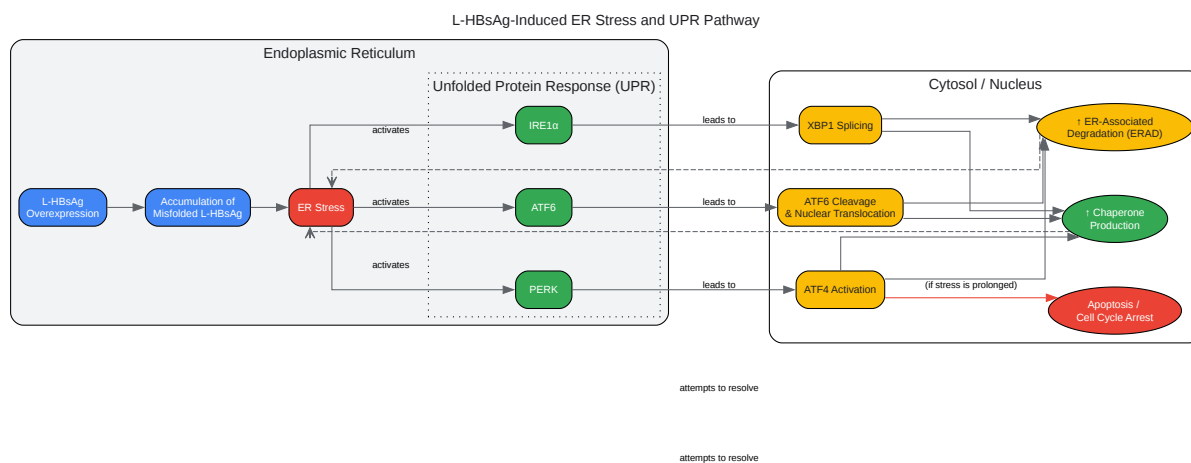 L-HBsAg-Induced ER Stress and UPR Pathway
Endoplasmic Reticulum
Unfolded Protein Response (UPR)
Cytosol / Nucleus
L-HBsAg
Overexpression
Accumulation of
Misfolded L-HBsAg
ER Stress
activates
activates
activates
IRE1α
ATF6
PERK
leads to
leads to
leads to
XBP1 Splicing
ATF6 Cleavage
& Nuclear Translocation
ATF4 Activation
(if stress is prolonged)
↑ ER-Associated
Degradation (ERAD)
↑ Chaperone
Production
Apoptosis /
Cell Cycle Arrest
attempts to resolve
attempts to resolve